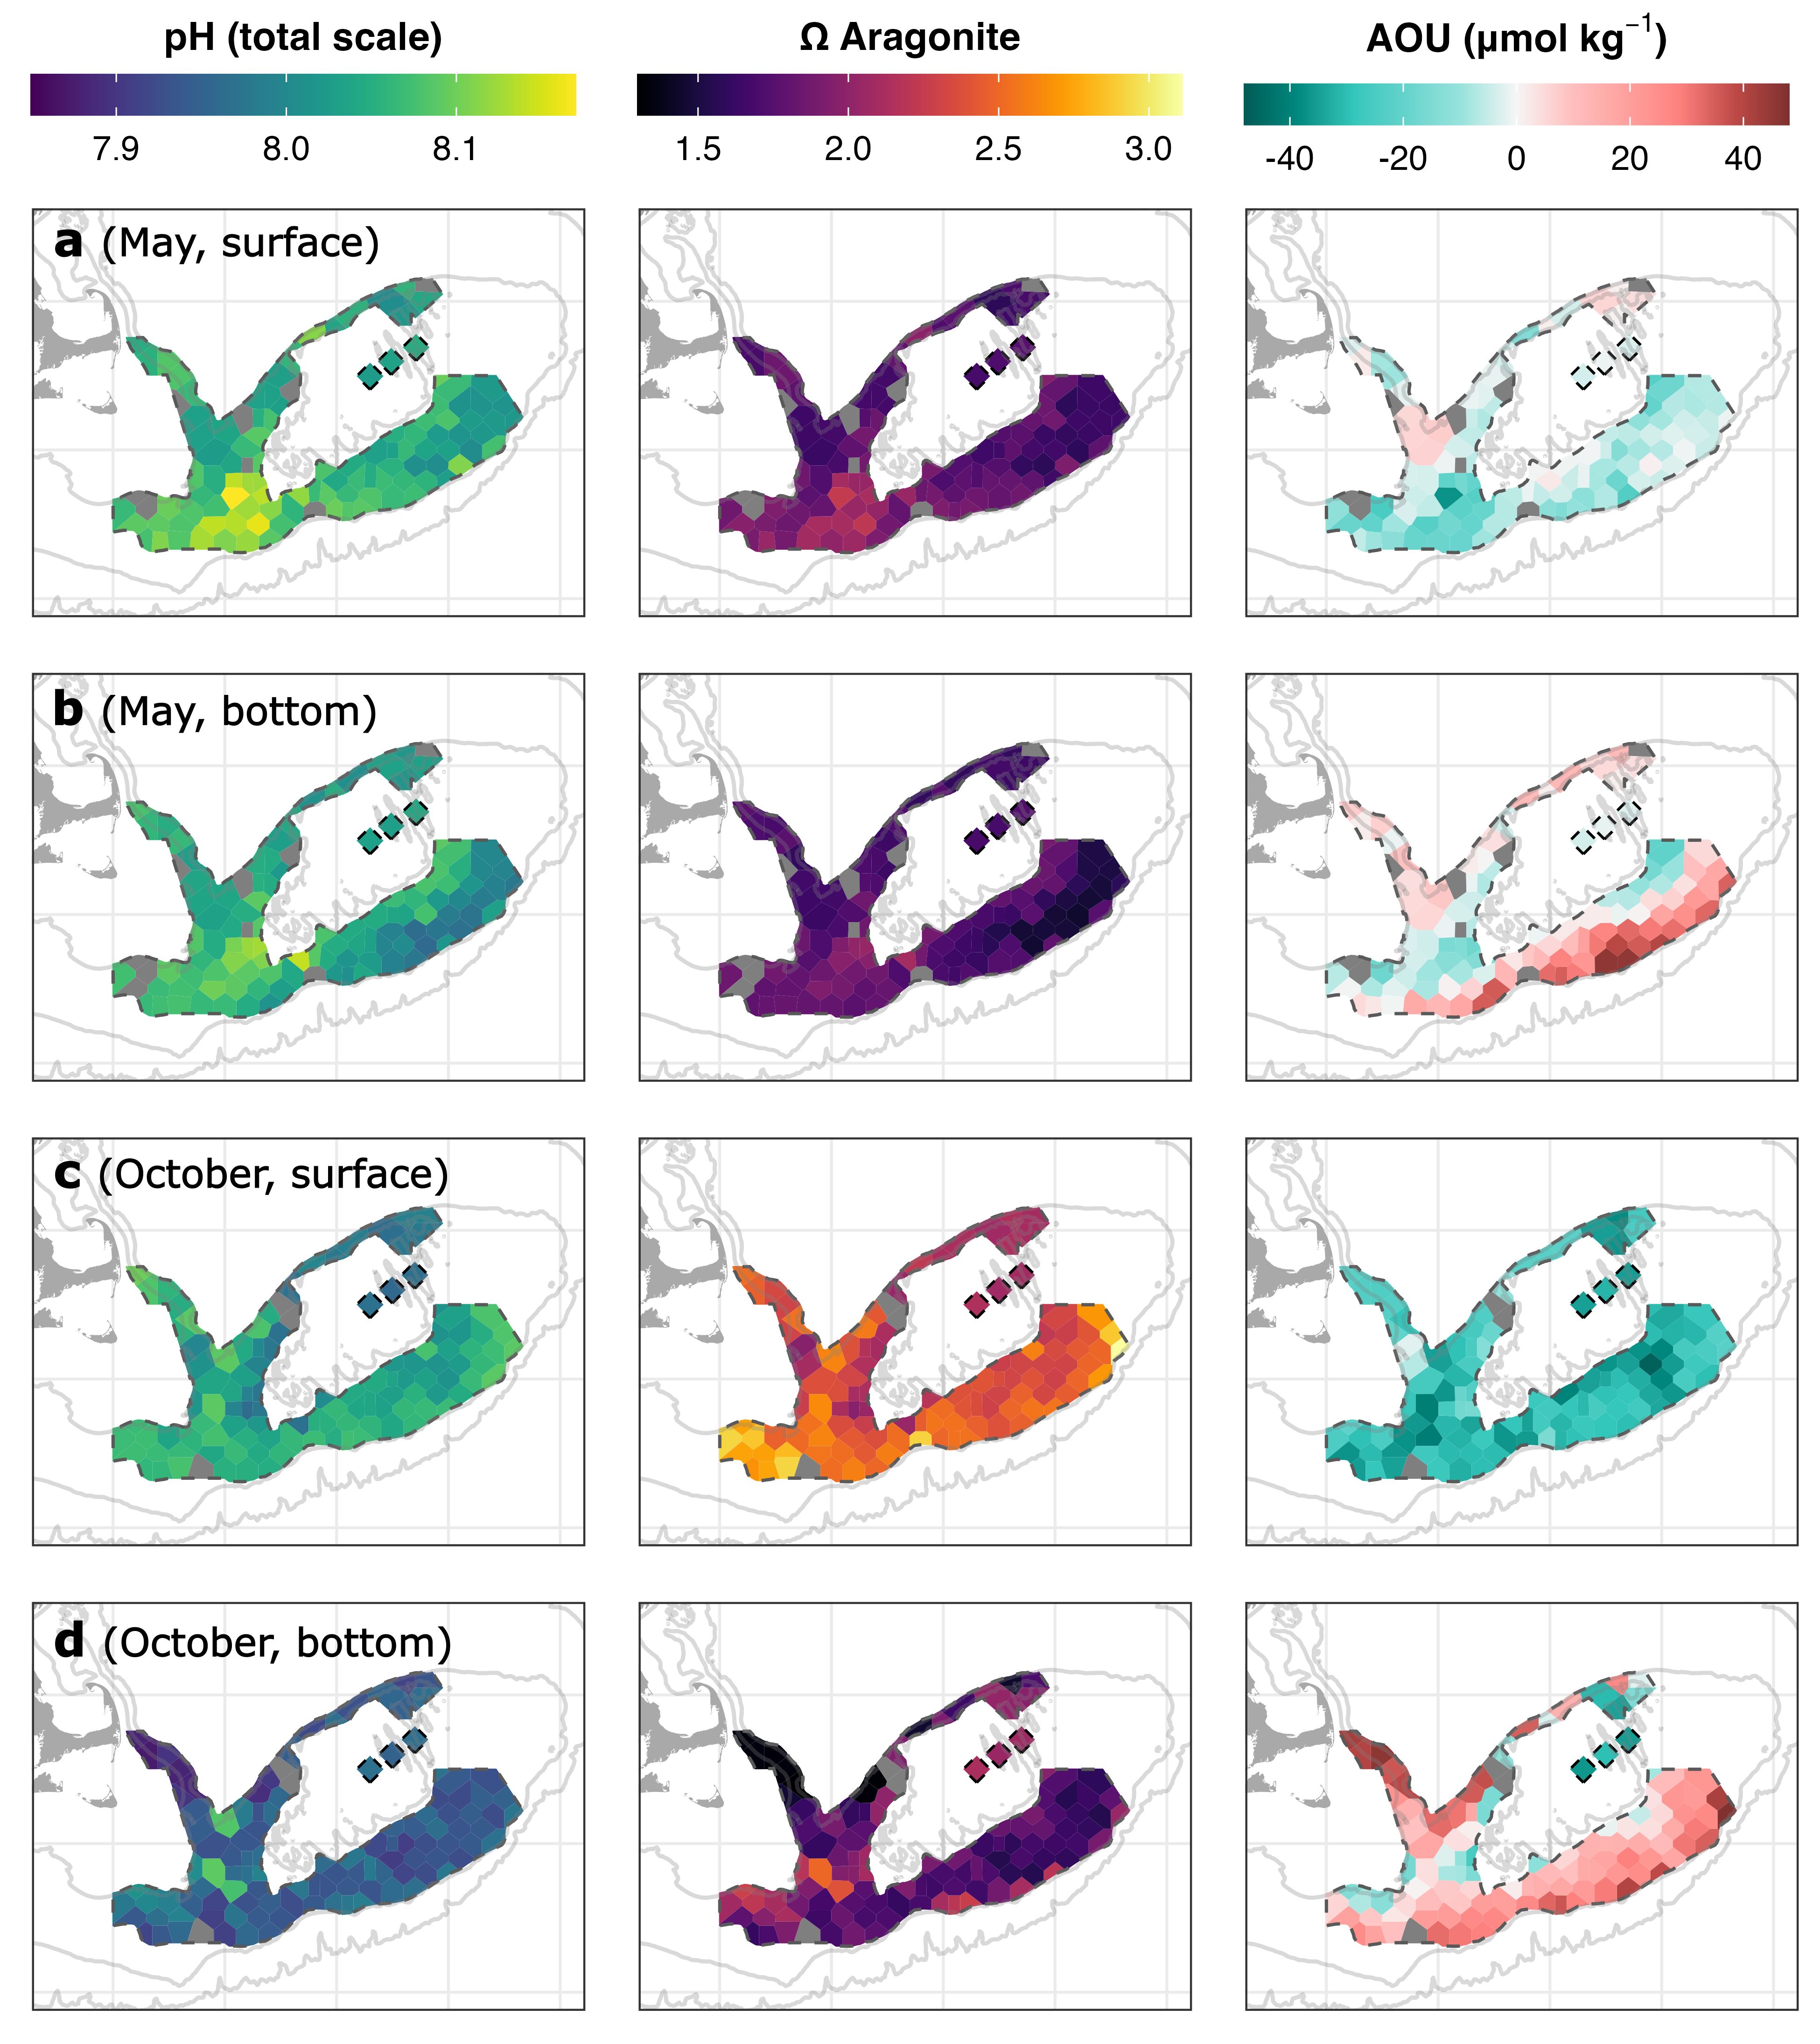 pH (total scale)
Ω Aragonite
AOU (µmol kg⁻¹)
7.9 8.0 8.1
1.5 2.0 2.5 3.0
-40 -20 0 20 40
a (May, surface)
b (May, bottom)
c (October, surface)
d (October, bottom)